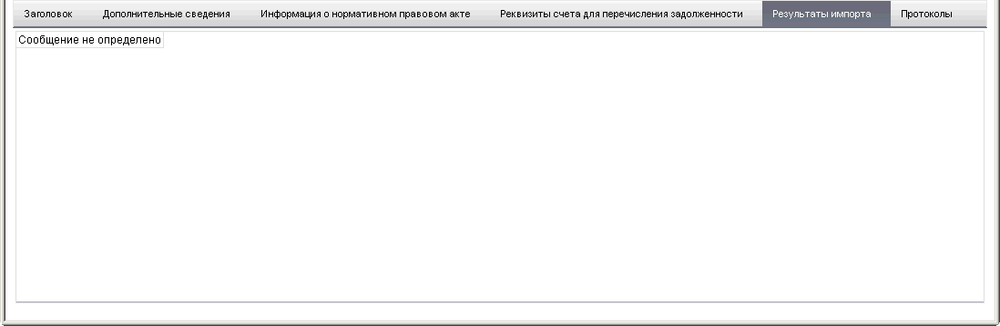 Заголовок Дополнительные сведения Информация о нормативном правовом акте Реквизиты счета для перечисления задолженности Результаты импорта Протоколы
Сообщение не определено